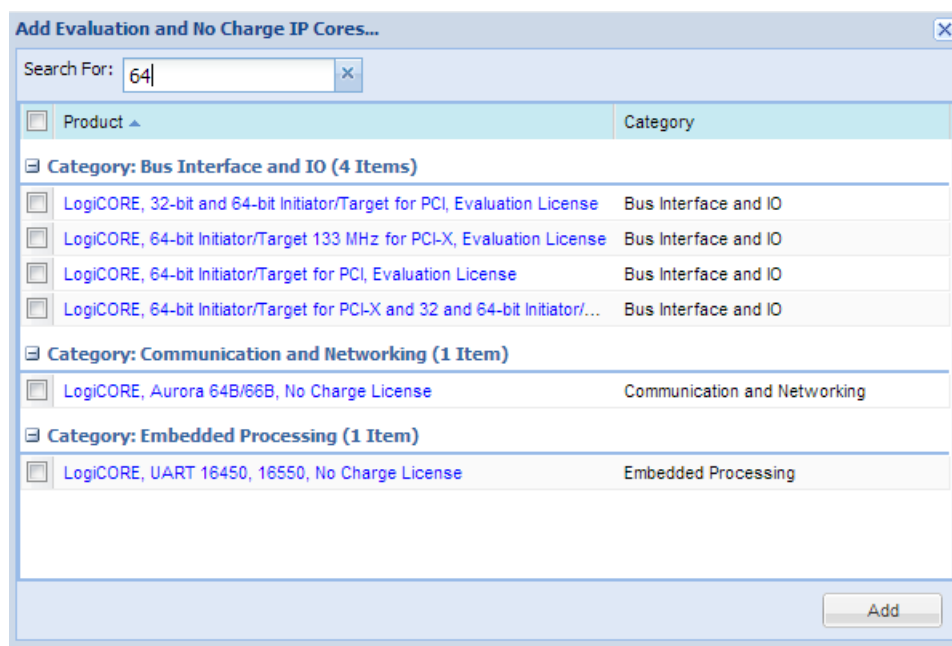 Add Evaluation and No Charge IP Cores...
Search For: 64
Product Category
Category: Bus Interface and IO (4 Items)
LogiCORE, 32-bit and 64-bit Initiator/Target for PCI, Evaluation License Bus Interface and IO
LogiCORE, 64-bit Initiator/Target 133 MHz for PCI-X, Evaluation License Bus Interface and IO
LogiCORE, 64-bit Initiator/Target for PCI, Evaluation License Bus Interface and IO
LogiCORE, 64-bit Initiator/Target for PCI-X and 32 and 64-bit Initiator/... Bus Interface and IO
Category: Communication and Networking (1 Item)
LogiCORE, Aurora 64B/66B, No Charge License Communication and Networking
Category: Embedded Processing (1 Item)
LogiCORE, UART 16450, 16550, No Charge License Embedded Processing
Add